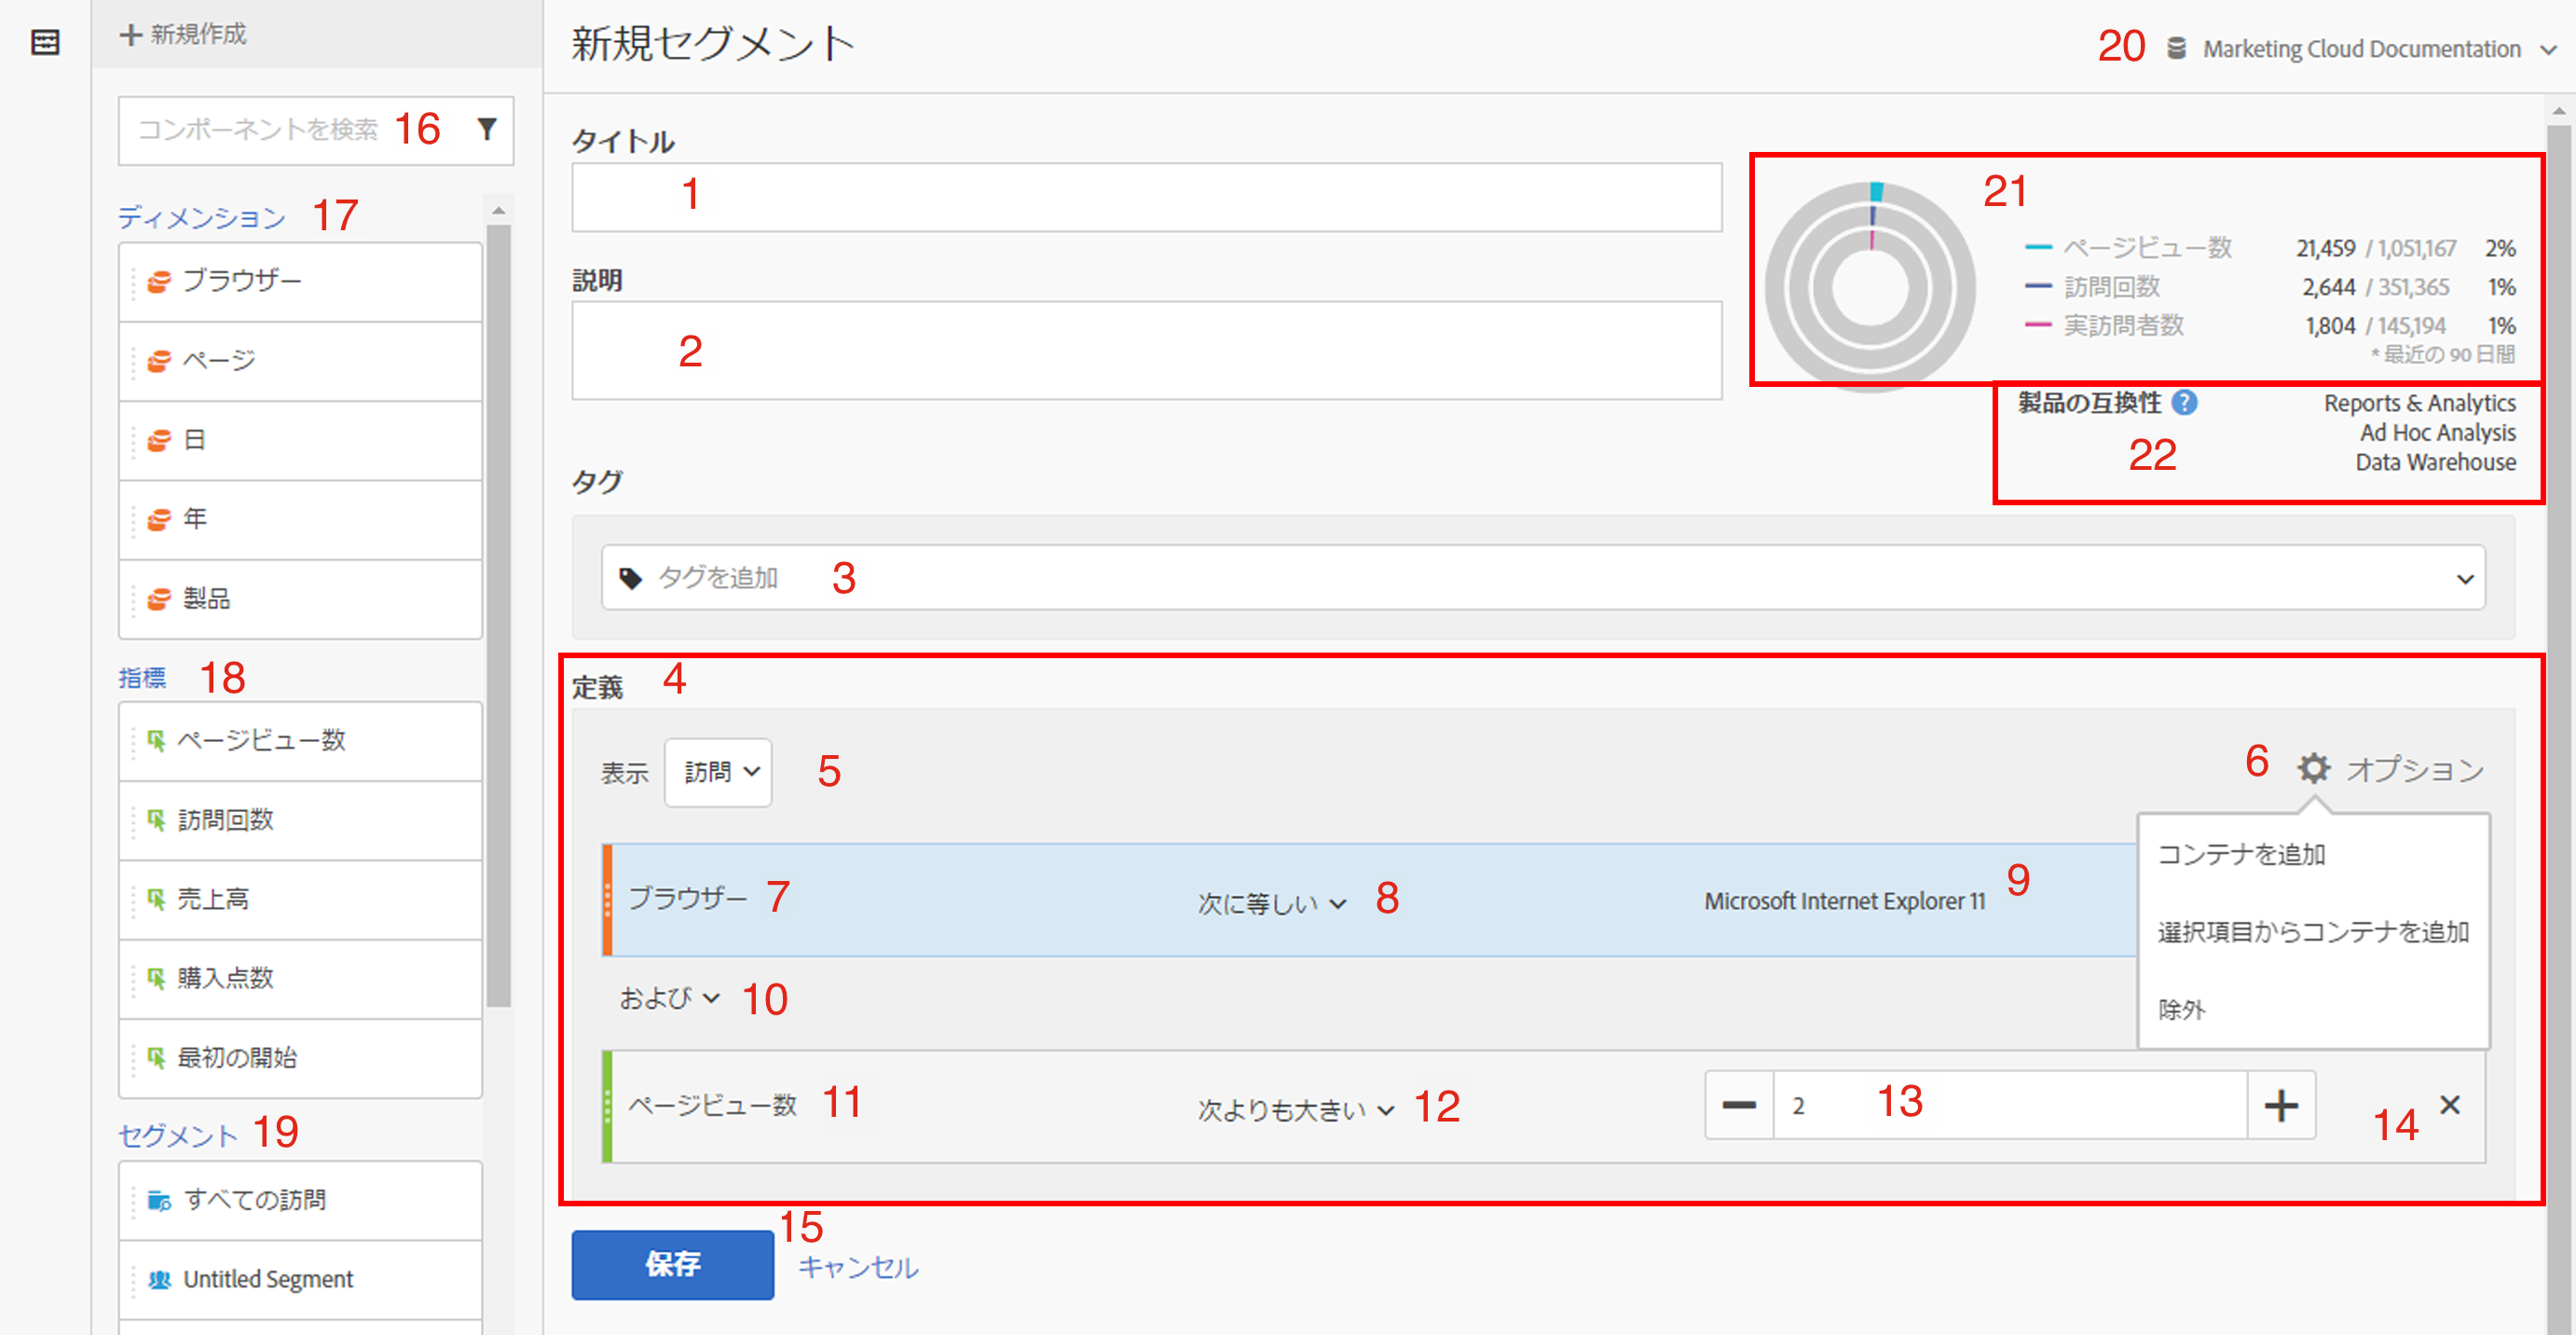 新規作成
コンポーネントを検索 16
ディメンション 17
ブラウザー
ページ
日
年
製品
指標 18
ページビュー数
訪問回数
売上高
購入点数
最初の開始
セグメント 19
すべての訪問
Untitled Segment
新規セグメント
20 Marketing Cloud Documentation
タイトル
1
説明
2
21
ページビュー数 21,459 / 1,051,167 2%
訪問回数 2,644 / 351,365 1%
実訪問者数 1,804 / 145,194 1%
* 最近の 90 日間
製品の互換性 ? Reports & Analytics
Ad Hoc Analysis
22
Data Warehouse
タグ
タグを追加 3
定義 4
表示 訪問 5
6 オプション
コンテナを追加
選択項目からコンテナを追加
除外
ブラウザー 7 次に等しい 8 Microsoft Internet Explorer 11 9
および 10
ページビュー数 11 次よりも大きい 12 2 13 14
保存 15 キャンセル